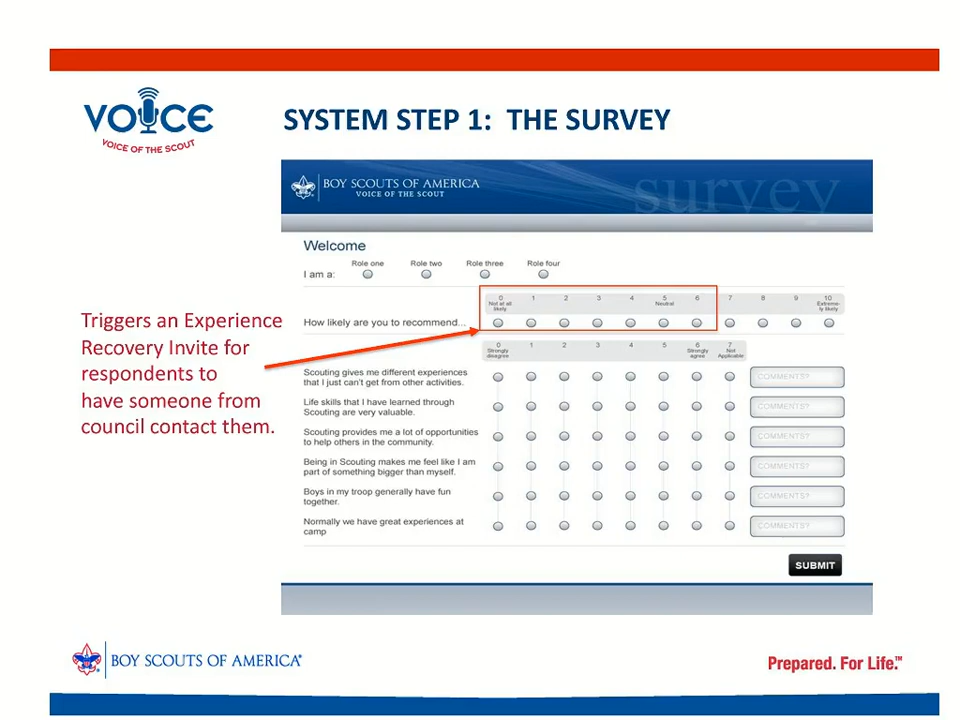 VOICE
VOICE OF THE SCOUT
SYSTEM STEP 1: THE SURVEY
BOY SCOUTS OF AMERICA
VOICE OF THE SCOUT
survey
Welcome
Role one Role two Role three Role four
I am a:
0 1 2 3 4 5 6 7 8 9 10
Not at all likely Neutral Extreme-ly likely
How likely are you to recommend...
0 1 2 3 4 5 6 7
Strongly disagree Strongly agree Not Applicable
Triggers an Experience
Recovery Invite for
respondents to
have someone from
council contact them.
Scouting gives me different experiences
that I just can't get from other activities.
COMMENTS?
Life skills that I have learned through
Scouting are very valuable.
COMMENTS?
Scouting provides me a lot of opportunities
to help others in the community.
COMMENTS?
Being in Scouting makes me feel like I am
part of something bigger than myself.
COMMENTS?
Boys in my troop generally have fun
together.
COMMENTS?
Normally we have great experiences at
camp
COMMENTS?
SUBMIT
BOY SCOUTS OF AMERICA®
Prepared. For Life.™